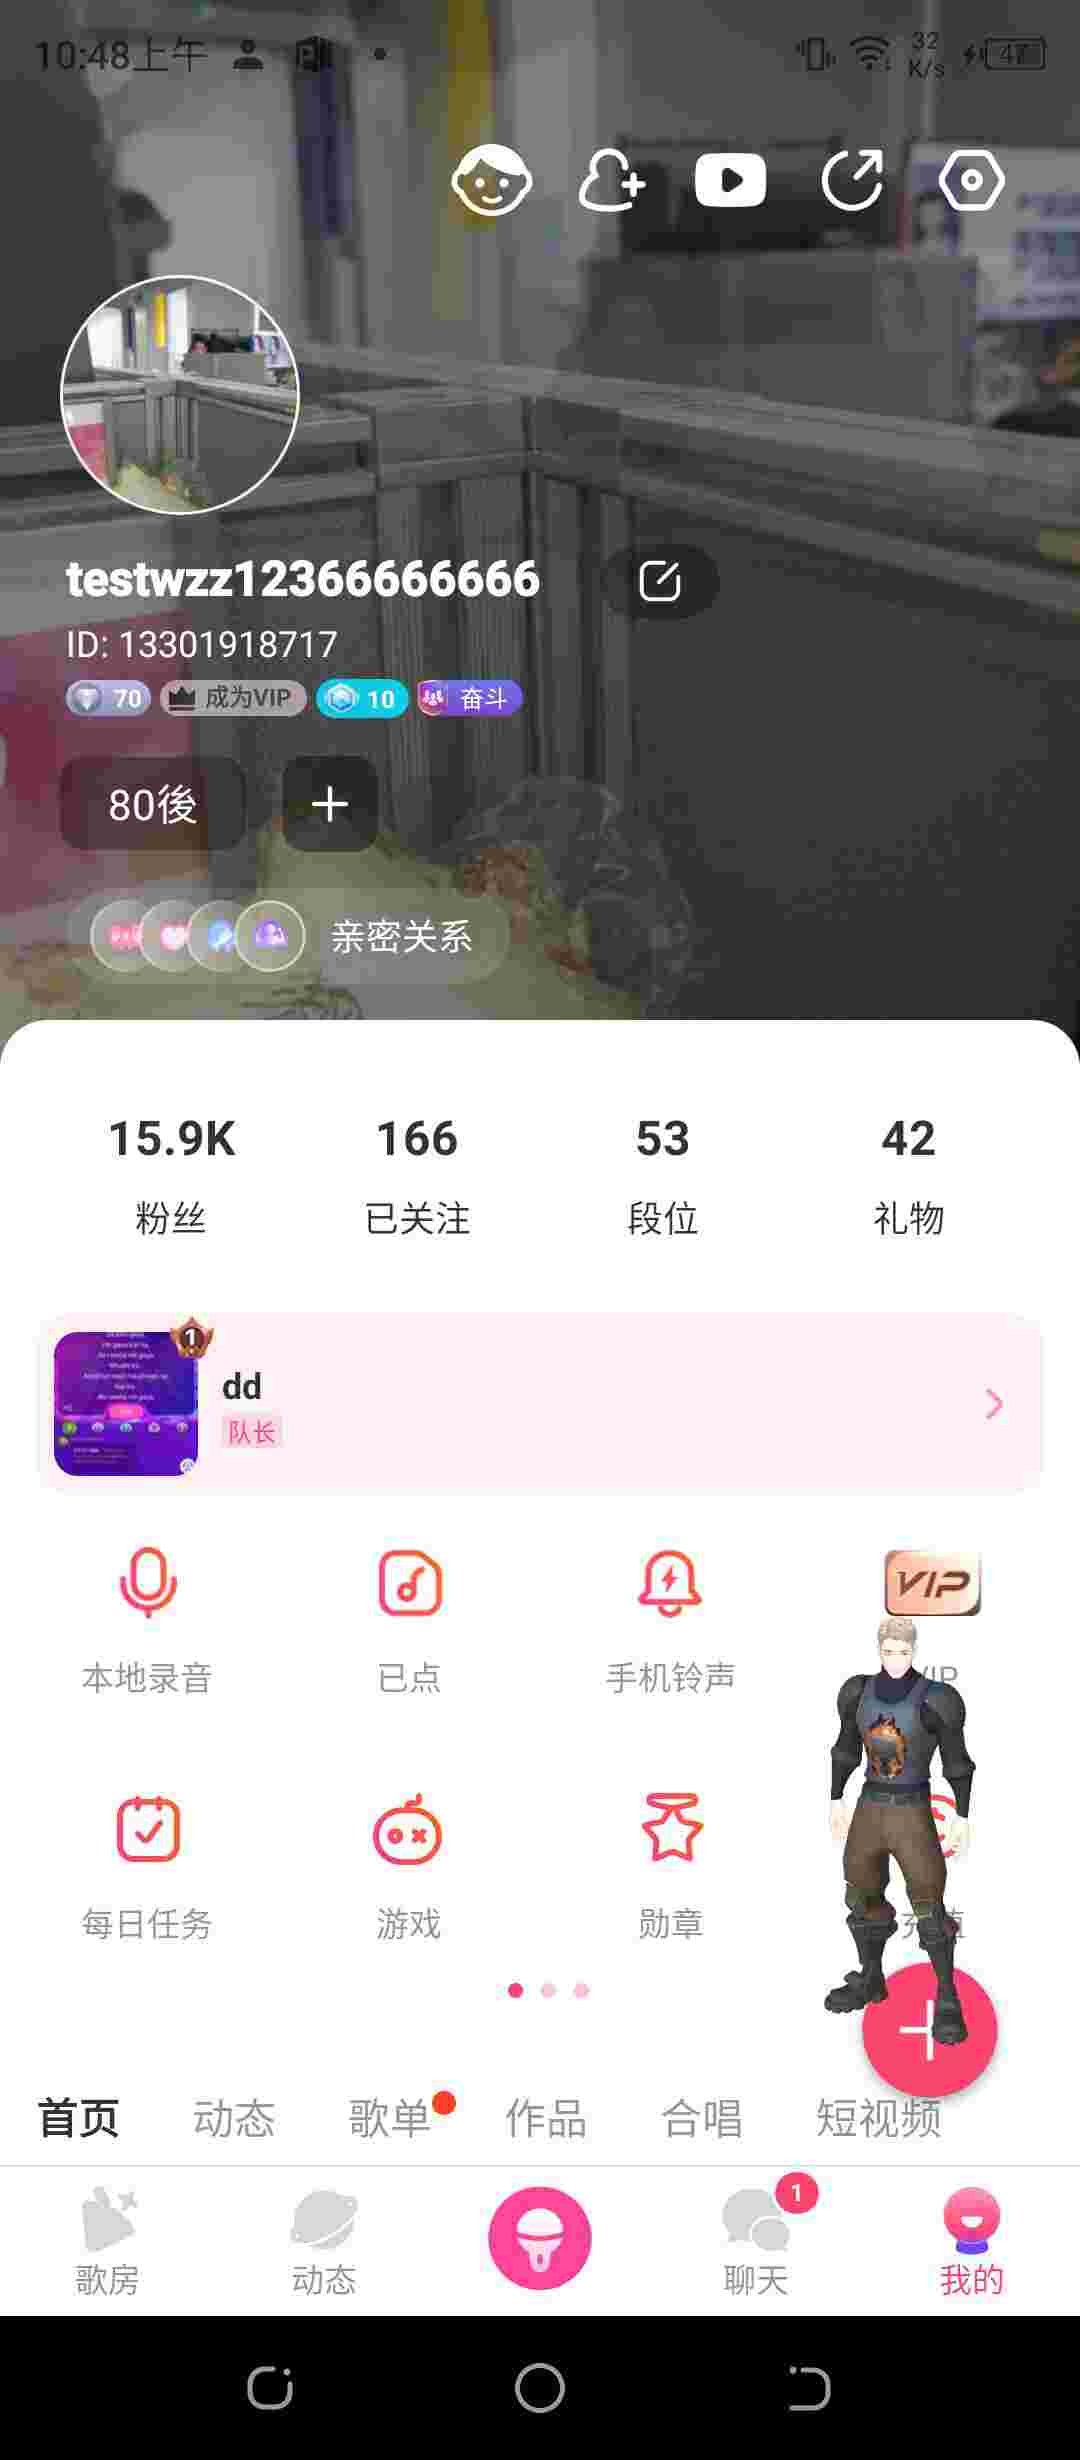 10:48上午
32
K/s
47
testwzz12366666666
ID: 13301918717
70
成为VIP
10
奋斗
80後
亲密关系
15.9K
166
53
42
粉丝
已关注
段位
礼物
1
dd
队长
VIP
本地录音
已点
手机铃声
VIP
每日任务
游戏
勋章
充值
首页
动态
歌单
作品
合唱
短视频
1
歌房
动态
聊天
我的